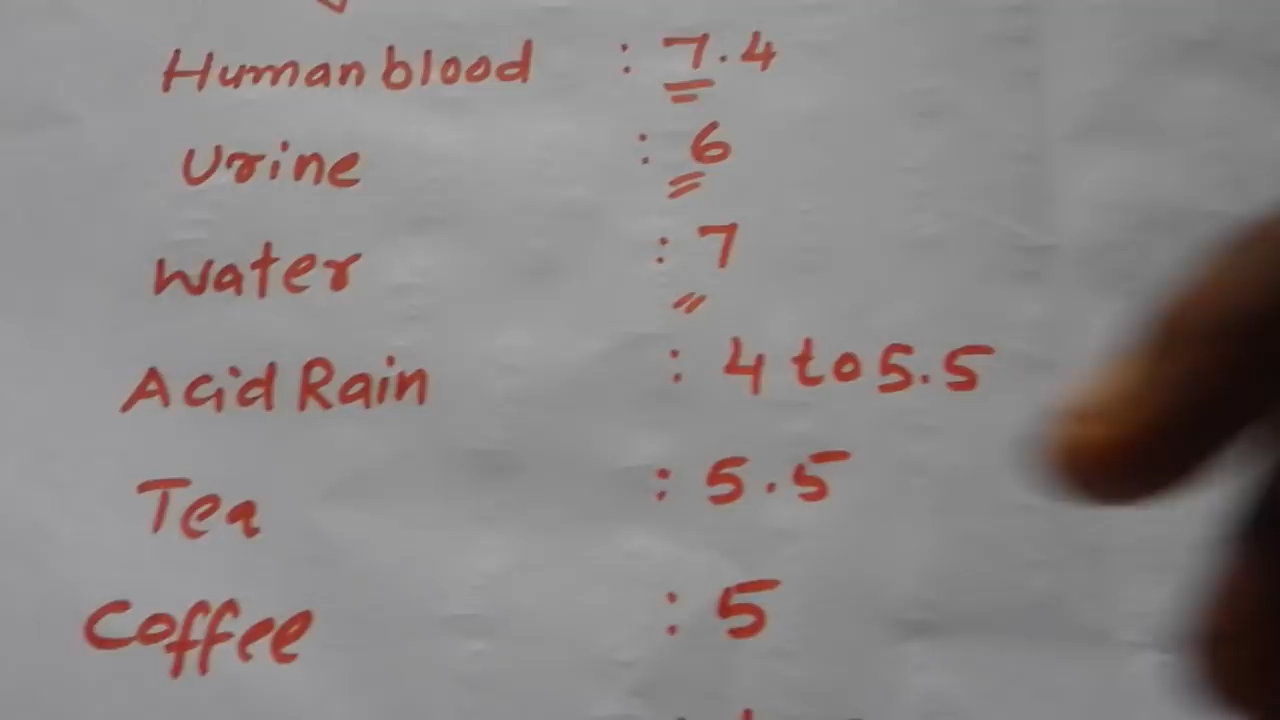 Human blood : 7.4
Urine : 6
Water : 7
Acid Rain : 4 to 5.5
Tea : 5.5
Coffee : 5